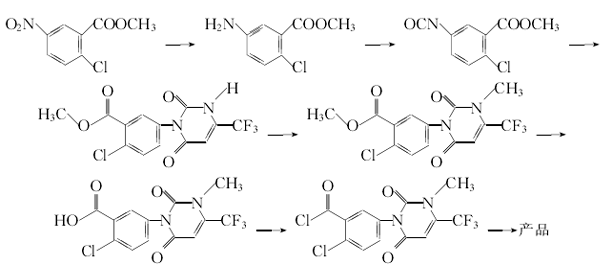 O₂N COOCH₃ Cl H₂N COOCH₃ Cl OCN COOCH₃ Cl
H₃C O O Cl O N H N CF₃ O H₃C O O Cl O N CH₃ N CF₃ O
HO O Cl O N CH₃ N CF₃ O Cl O Cl O N CH₃ N CF₃ O 产品